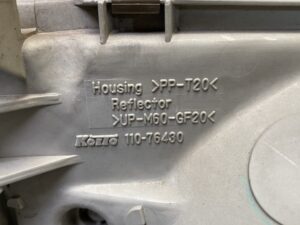 Housing >PP-T20<
Reflector
>UP-M60-GF20<
KOITO 110-76430